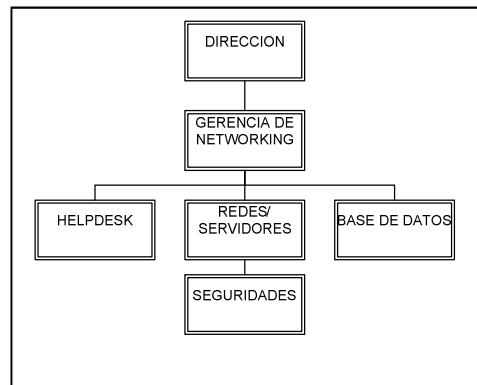 DIRECCION
GERENCIA DE
NETWORKING
HELPDESK
REDES/
SERVIDORES
BASE DE DATOS
SEGURIDADES